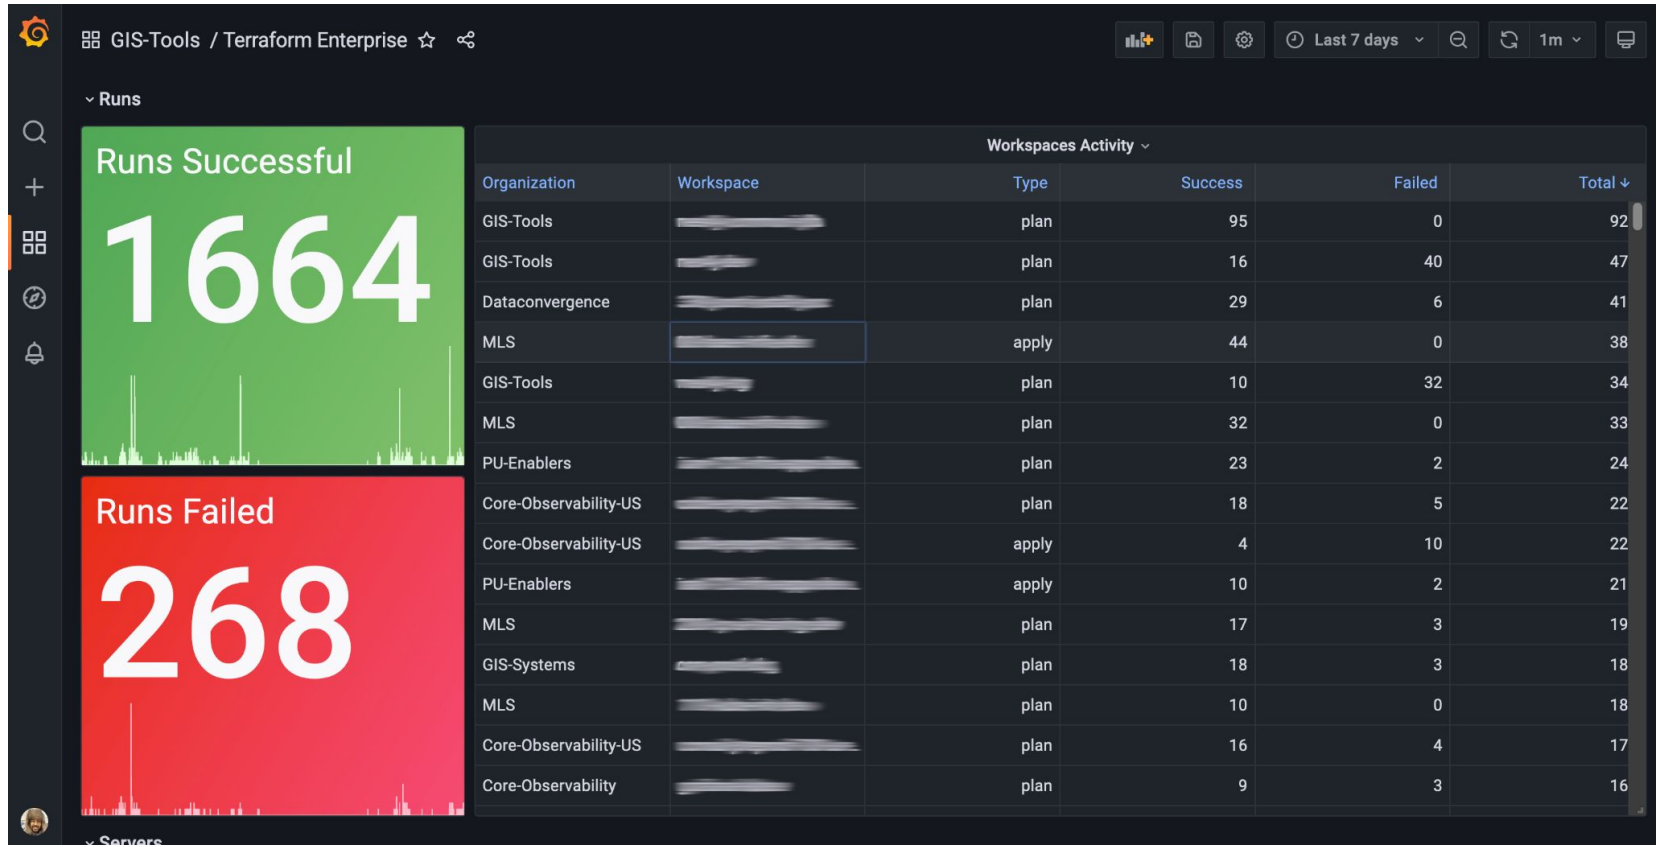 GIS-Tools / Terraform Enterprise
Last 7 days
1m
Runs
Runs Successful
1664
Runs Failed
268
Workspaces Activity
Organization Workspace Type Success Failed Total
GIS-Tools plan 95 0 92
GIS-Tools plan 16 40 47
Dataconvergence plan 29 6 41
MLS apply 44 0 38
GIS-Tools plan 10 32 34
MLS plan 32 0 33
PU-Enablers plan 23 2 24
Core-Observability-US plan 18 5 22
Core-Observability-US apply 4 10 22
PU-Enablers apply 10 2 21
MLS plan 17 3 19
GIS-Systems plan 18 3 18
MLS plan 10 0 18
Core-Observability-US plan 16 4 17
Core-Observability plan 9 3 16
Servers